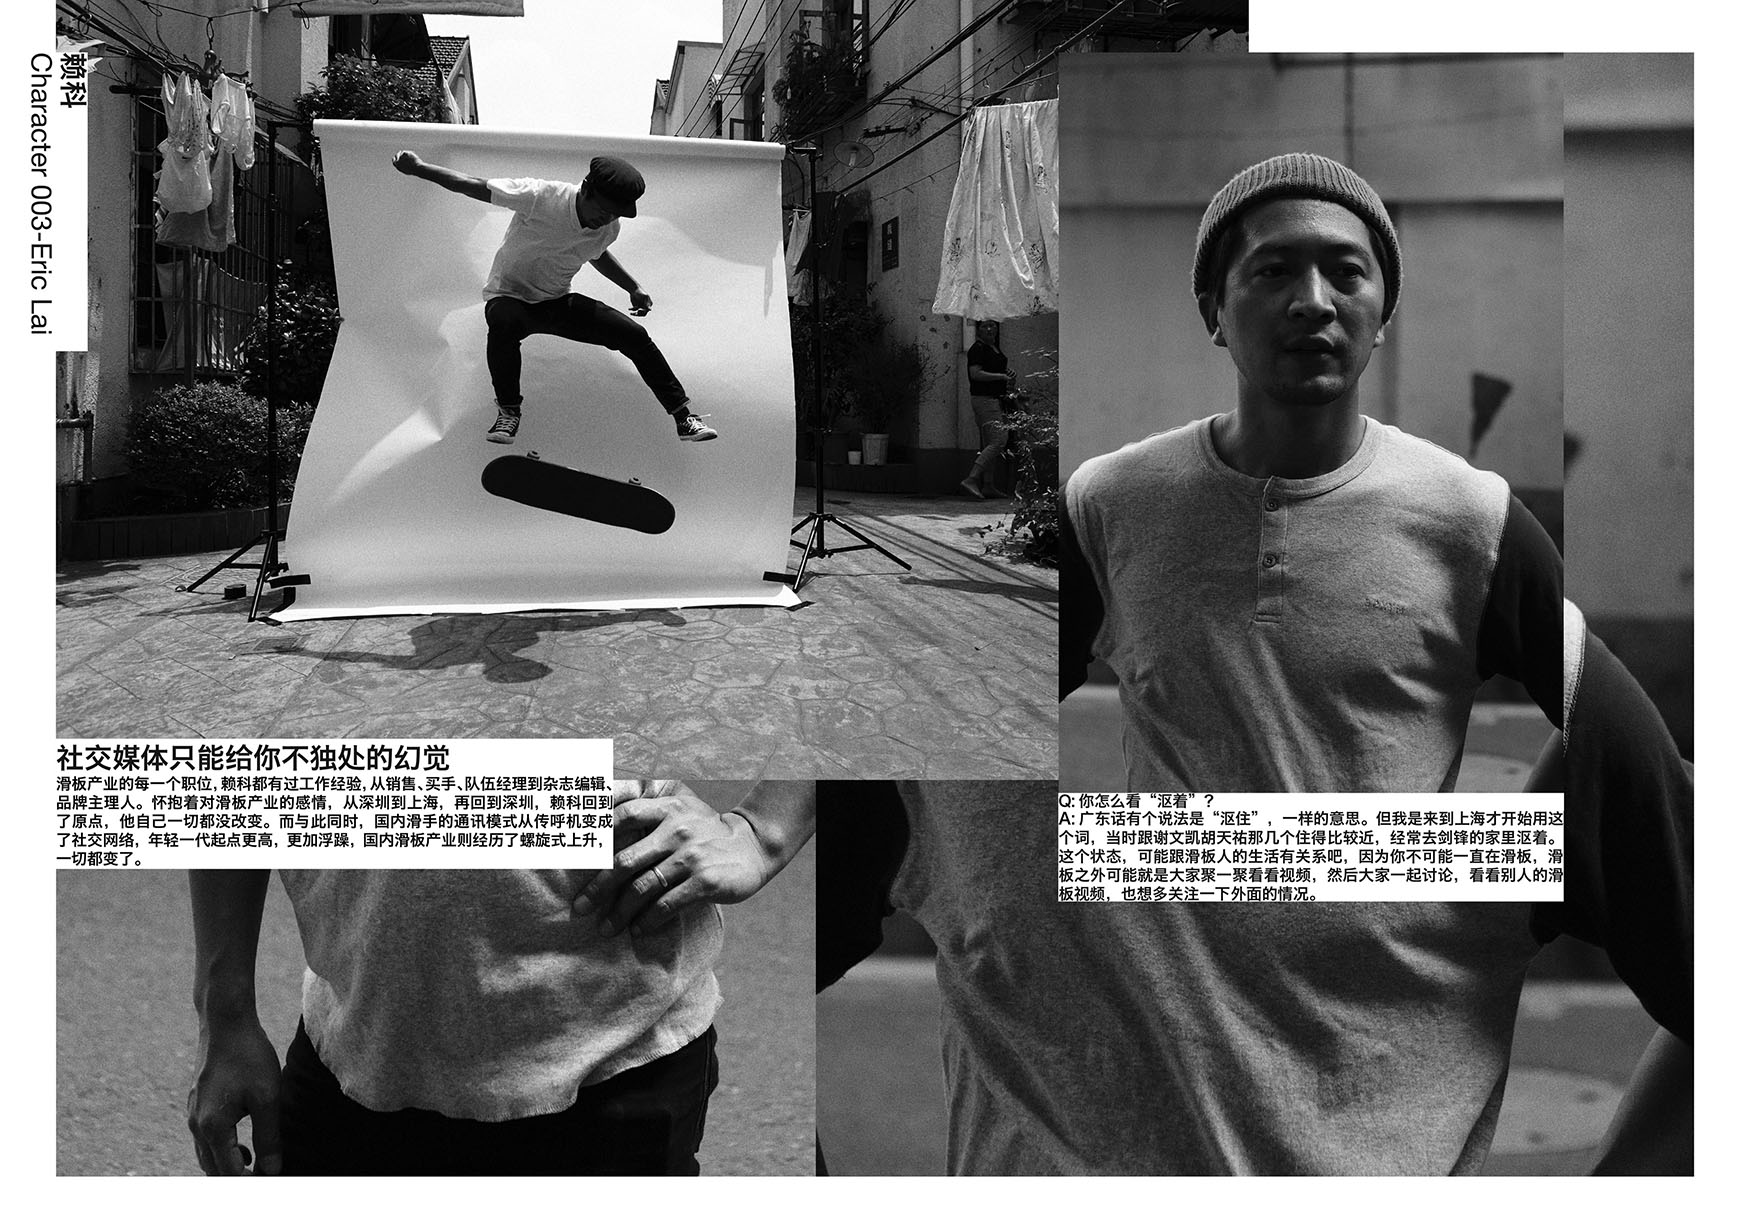 赖科
Character 003-Eric Lai
社交媒体只能给你不独处的幻觉
滑板产业的每一个职位，赖科都有过工作经验，从销售、买手、队伍经理到杂志编辑、
品牌主理人。怀抱着对滑板产业的感情，从深圳到上海，再回到深圳，赖科回到
了原点，他自己一切都没改变。而与此同时，国内滑手的通讯模式从传呼机变成
了社交网络，年轻一代起点更高，更加浮躁，国内滑板产业则经历了螺旋式上升，
一切都变了。
Q: 你怎么看“沤着”？
A: 广东话有个说法是“沤住”，一样的意思。但我是来到上海才开始用这
个词，当时跟谢文凯胡天祐那几个住得比较近，经常去剑锋的家里沤着。
这个状态，可能跟滑板人的生活有关系吧，因为你不可能一直在滑板，滑
板之外可能就是大家聚一聚看看视频，然后大家一起讨论，看看别人的滑
板视频，也想多关注一下外面的情况。